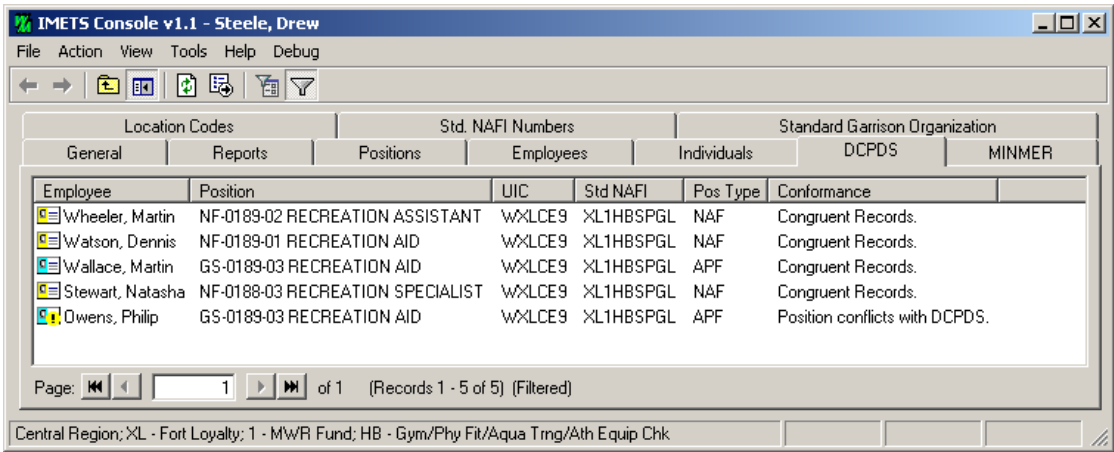 IMETS Console v1.1 - Steele, Drew
File Action View Tools Help Debug
Location Codes Std. NAFI Numbers Standard Garrison Organization
General Reports Positions Employees Individuals DCPDS MINMER
Employee Position UIC Std NAFI Pos Type Conformance
Wheeler, Martin NF-0189-02 RECREATION ASSISTANT WXLCE9 XL1HBSPGL NAF Congruent Records.
Watson, Dennis NF-0189-01 RECREATION AID WXLCE9 XL1HBSPGL NAF Congruent Records.
Wallace, Martin GS-0189-03 RECREATION AID WXLCE9 XL1HBSPGL APF Congruent Records.
Stewart, Natasha NF-0188-03 RECREATION SPECIALIST WXLCE9 XL1HBSPGL NAF Congruent Records.
Owens, Philip GS-0189-03 RECREATION AID WXLCE9 XL1HBSPGL APF Position conflicts with DCPDS.
Page: 1 of 1 (Records 1 - 5 of 5) (Filtered)
Central Region; XL - Fort Loyalty; 1 - MWR Fund; HB - Gym/Phy Fit/Aqua Trng/Ath Equip Chk